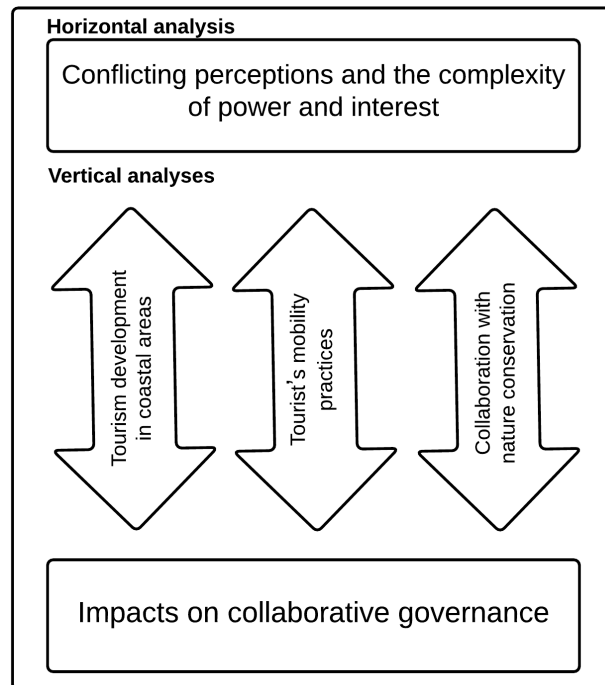 Horizontal analysis
Conflicting perceptions and the complexity
of power and interest
Vertical analyses
Tourism development
in coastal areas
Tourist’s mobility
practices
Collaboration with
nature conservation
Impacts on collaborative governance